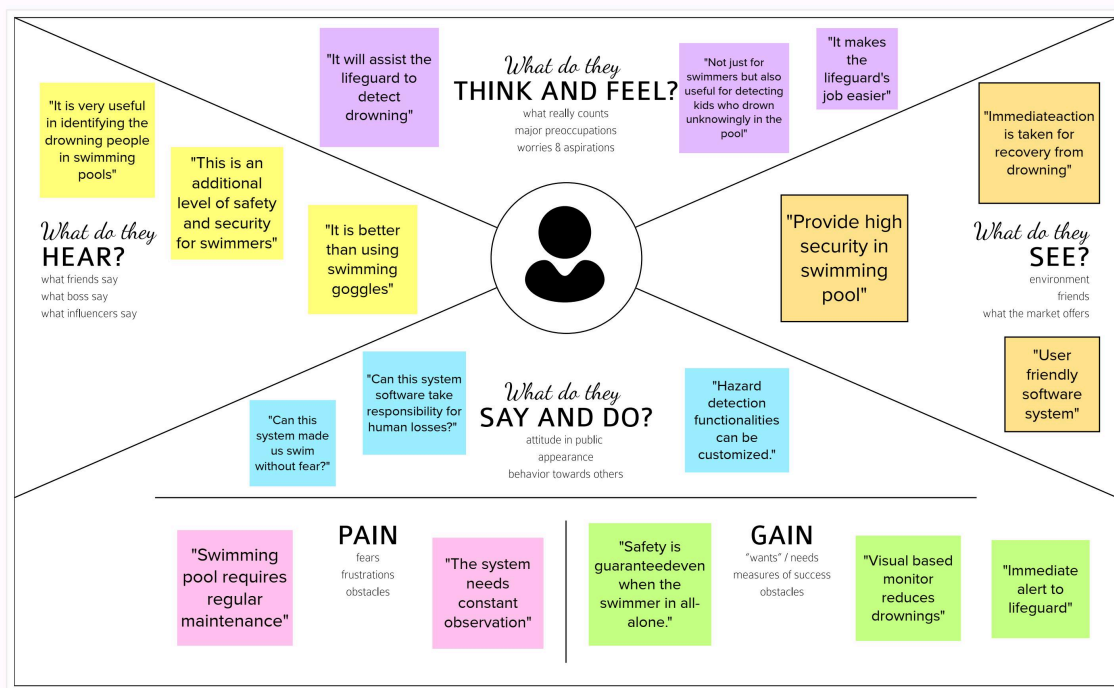 What do they
THINK AND FEEL?
what really counts
major preoccupations
worries & aspirations
"It will assist the
lifeguard to
detect
drowning"
"Not just for
swimmers but also
useful for detecting
kids who drown
unknowingly in the
pool"
"It makes
the
lifeguard's
job easier"
What do they
HEAR?
what friends say
what boss say
what influencers say
"It is very useful
in identifying the
drowning people
in swimming
pools"
"This is an
additional
level of safety
and security
for swimmers"
"It is better
than using
swimming
goggles"
What do they
SEE?
environment
friends
what the market offers
"Immediateaction
is taken for
recovery from
drowning"
"Provide high
security in
swimming
pool"
"User
friendly
software
system"
What do they
SAY AND DO?
attitude in public
appearance
behavior towards others
"Can this
system made
us swim
without fear?"
"Can this system
software take
responsibility for
human losses?"
"Hazard
detection
functionalities
can be
customized."
PAIN
fears
frustrations
obstacles
"Swimming
pool requires
regular
maintenance"
"The system
needs
constant
observation"
GAIN
"wants" / needs
measures of success
obstacles
"Safety is
guaranteedeven
when the
swimmer in all-
alone."
"Visual based
monitor
reduces
drownings"
"Immediate
alert to
lifeguard"